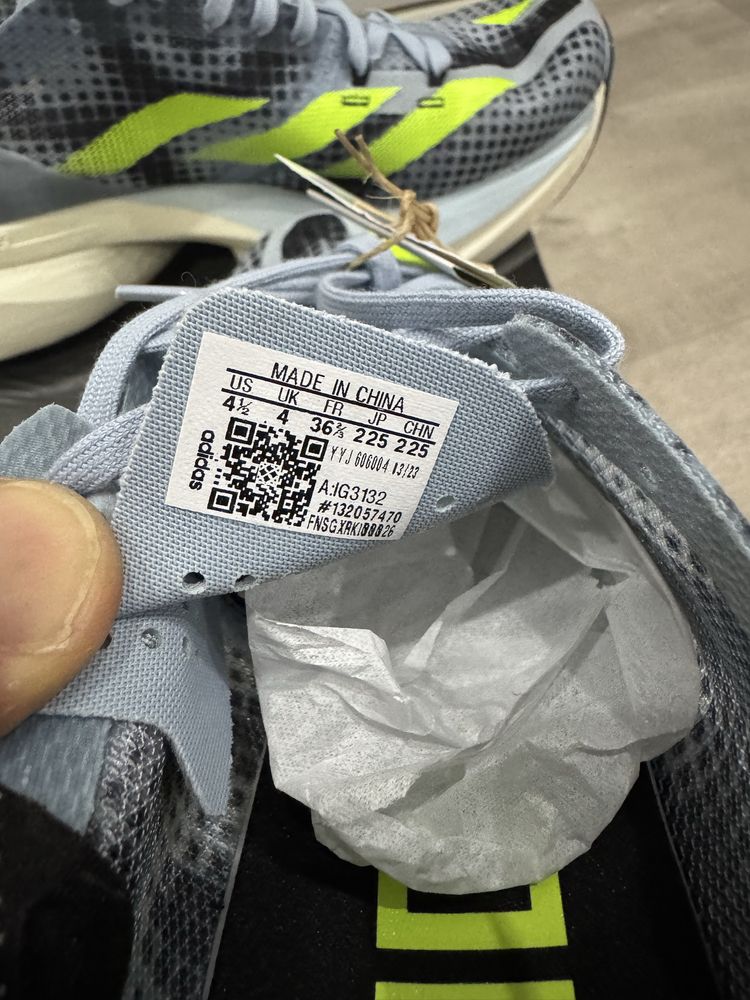 MADE IN CHINA
US UK FR JP CHN
4½ 4 36⅔ 225 225
YYJ 606004 13/23
adidas
A:IG3132
#132057470